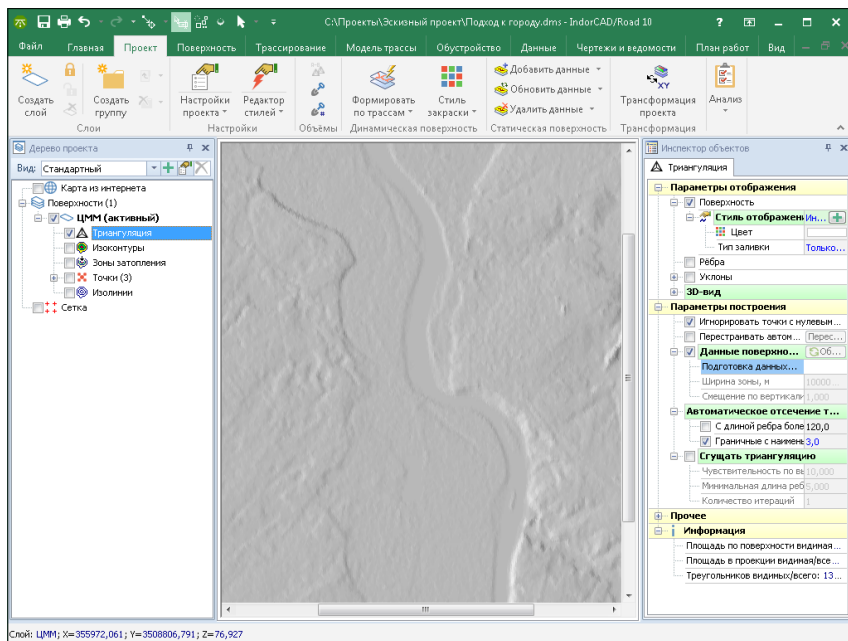 C:\Проекты\Эскизный проект\Подход к городу.dms - IndorCAD/Road 10
Файл Главная Проект Поверхность Трассирование Модель трассы Обустройство Данные Чертежи и ведомости План работ Вид
Создать слой
Создать группу
Слои
Настройки проекта
Редактор стилей
Настройки
Объёмы
Формировать по трассам
Стиль закраски
Динамическая поверхность
Добавить данные
Обновить данные
Удалить данные
Статическая поверхность
XY
Трансформация проекта
Трансформация
Анализ
Дерево проекта
Вид: Стандартный
Карта из интернета
Поверхности (1)
ЦММ (активный)
Триангуляция
Изоконтуры
Зоны затопления
Точки (3)
Изолинии
Сетка
Инспектор объектов
Триангуляция
Параметры отображения
Поверхность
Стиль отображен Ин...
Цвет
Тип заливки Только...
Рёбра
Уклоны
3D-вид
Параметры построения
Игнорировать точки с нулевым...
Перестраивать автом... Перес...
Данные поверхно... Об...
Подготовка данных...
Ширина зоны, м 10000
Смещение по вертикали 1,000
Автоматическое отсечение т...
С длиной ребра боле 120,0
Граничные с наимень 3,0
Сгущать триангуляцию
Чувствительность по вы 10,000
Минимальная длина реб 5,000
Количество итераций 1
Прочее
Информация
Площадь по поверхности видимая...
Площадь в проекции видимая/все...
Треугольников видимых/всего: 13...
Слой: ЦММ; X=355972,061; Y=3508806,791; Z=76,927